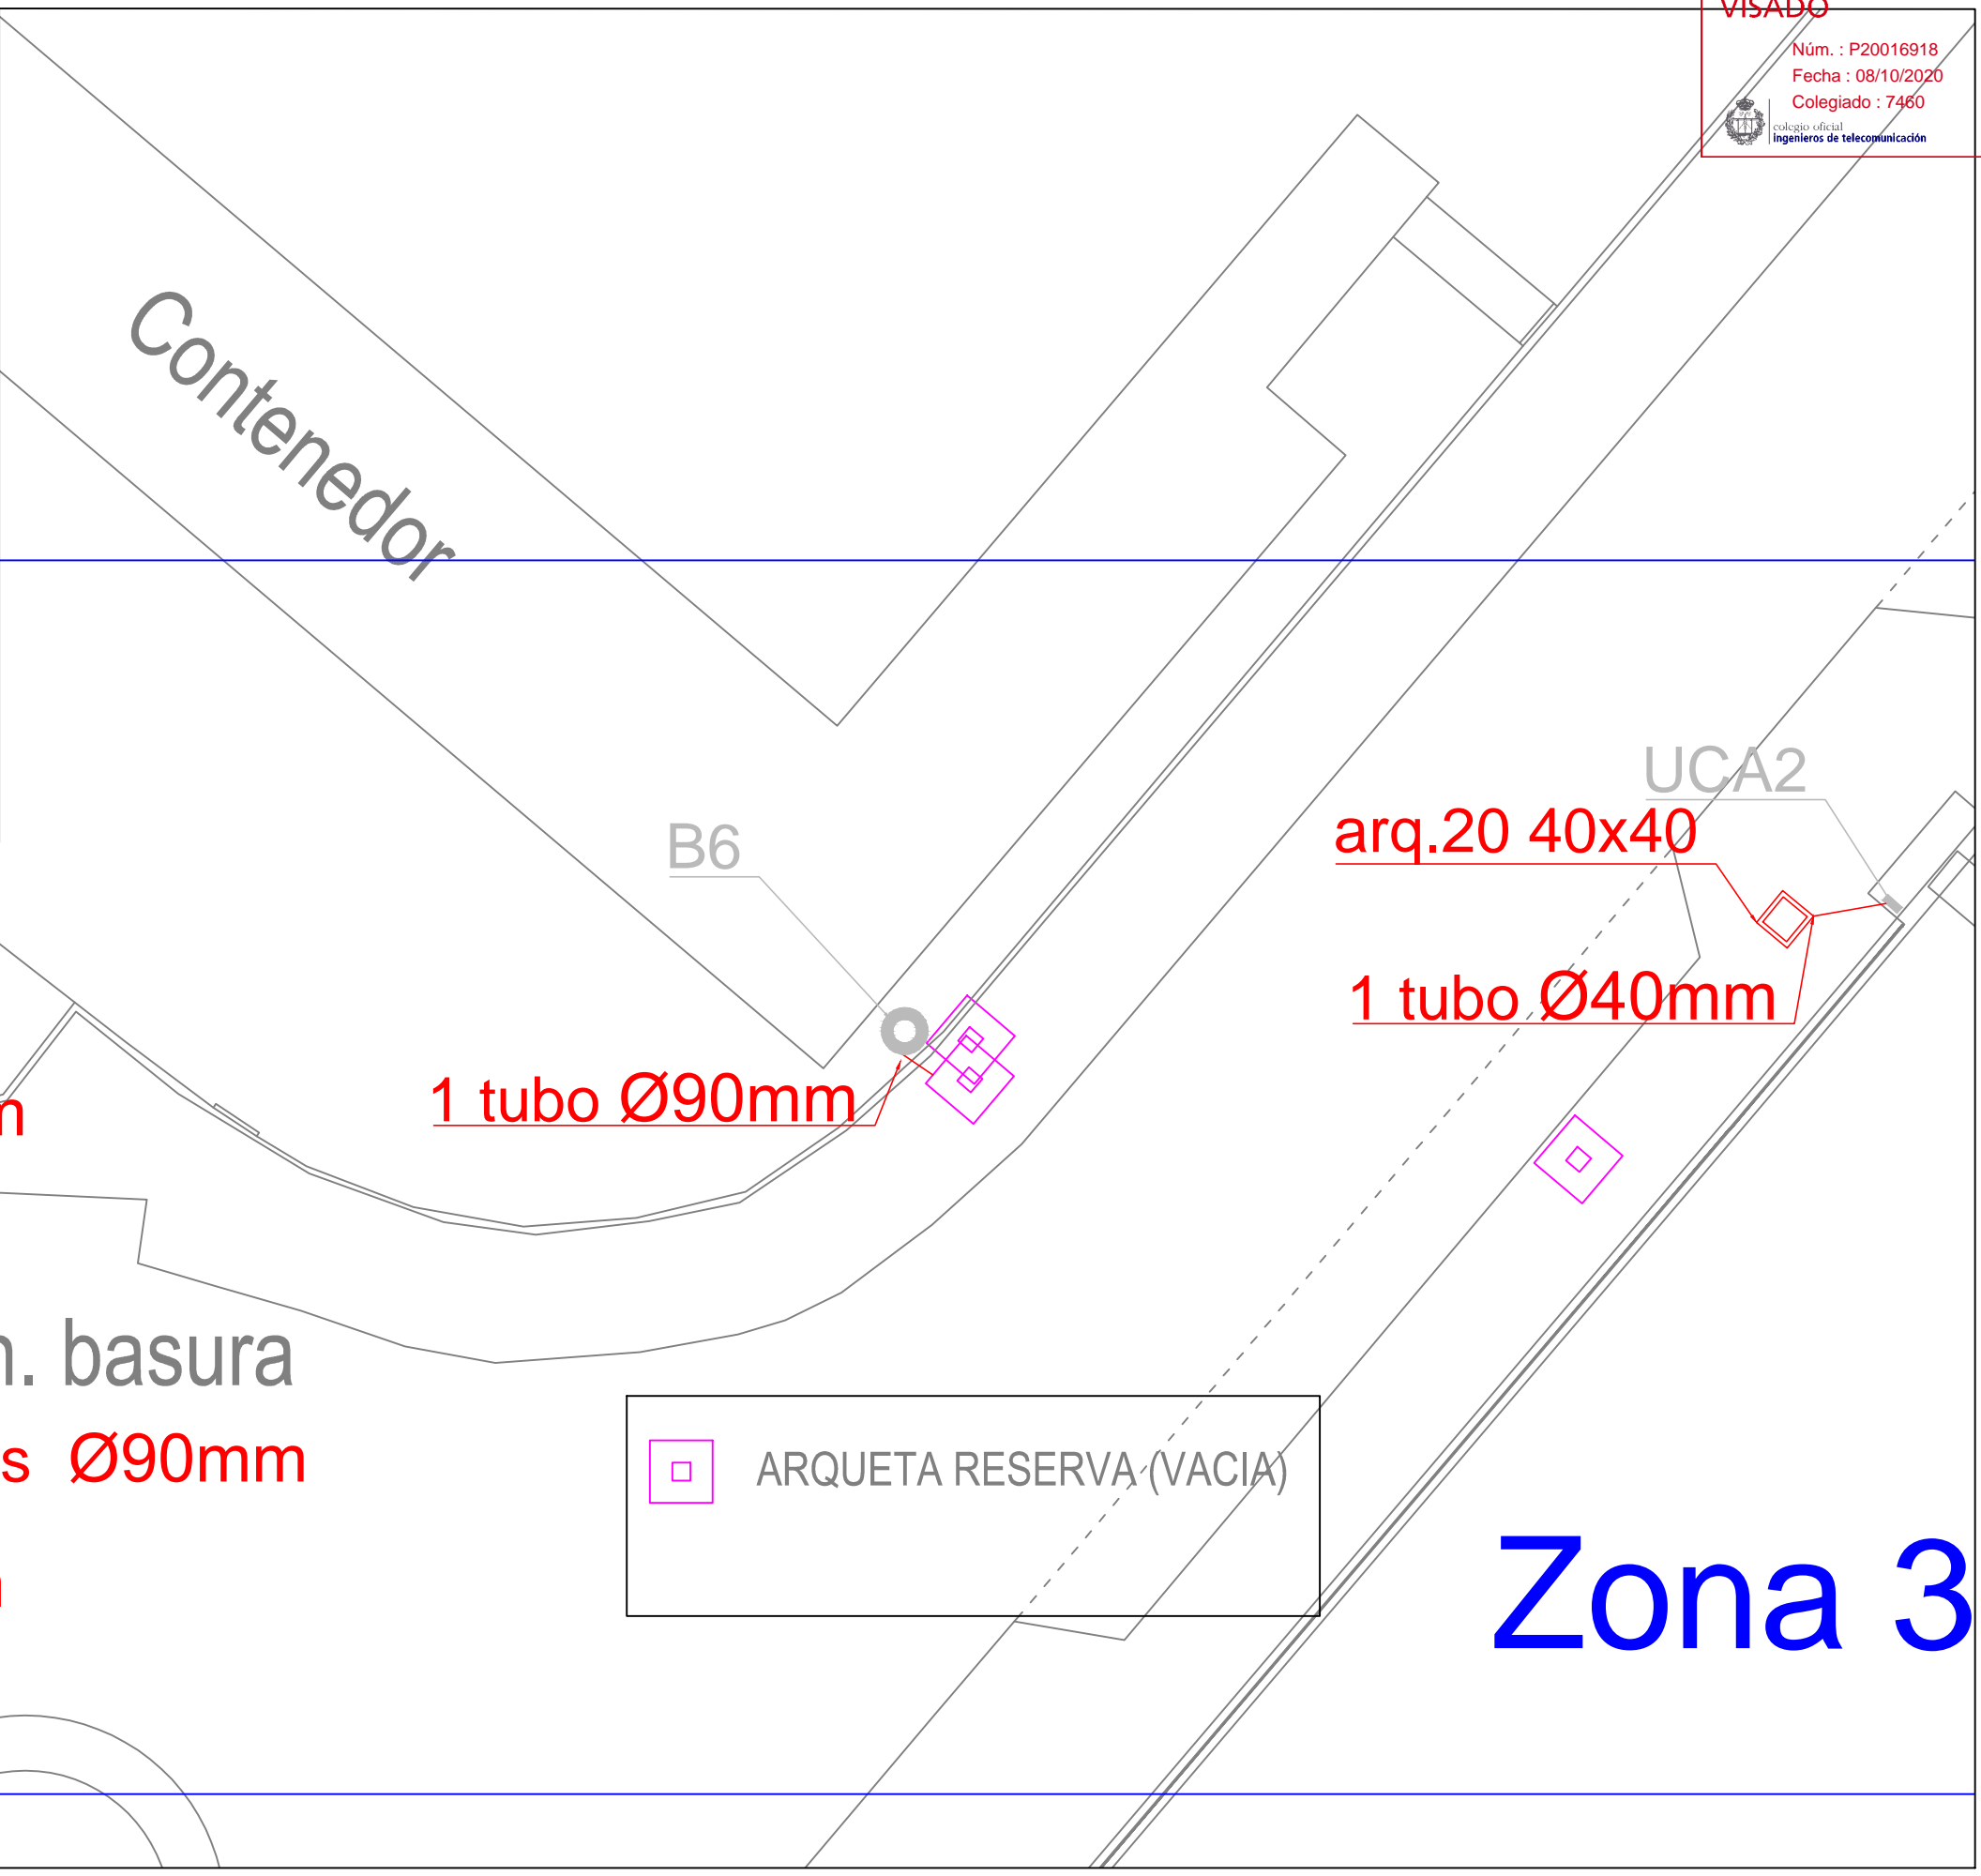 VISADO
Núm. : P20016918
Fecha : 08/10/2020
Colegiado : 7460
colegio oficial
ingenieros de telecomunicación
Contenedor
UCA2
arq.20 40x40
B6
1 tubo Ø40mm
1 tubo Ø90mm
basura
Ø90mm
ARQUETA RESERVA (VACIA)
Zona 3